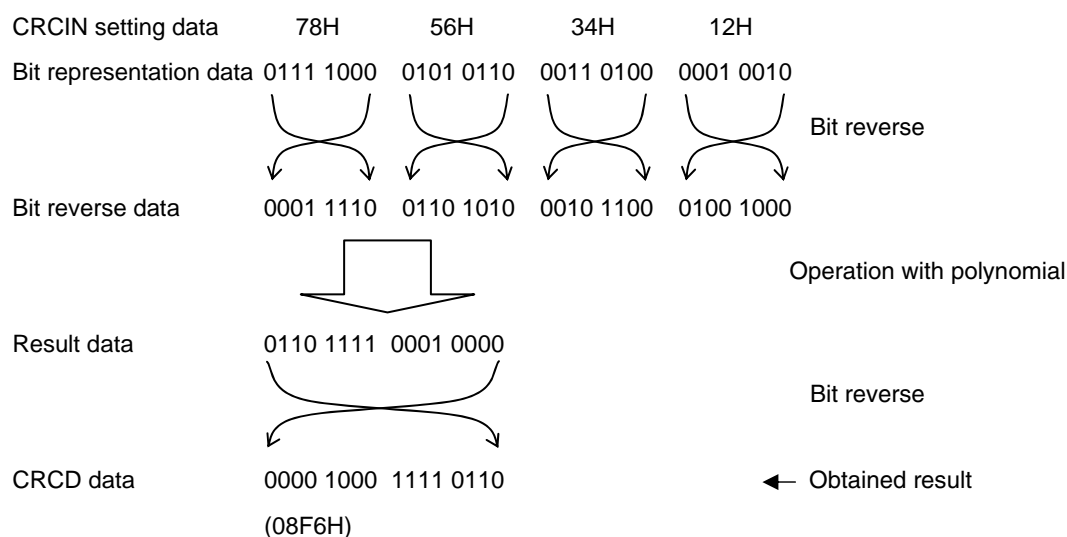 CRCIN setting data 78H 56H 34H 12H
Bit representation data 0111 1000 0101 0110 0011 0100 0001 0010
Bit reverse
Bit reverse data 0001 1110 0110 1010 0010 1100 0100 1000
Operation with polynomial
Result data 0110 1111 0001 0000
Bit reverse
CRCD data 0000 1000 1111 0110 Obtained result
(08F6H)